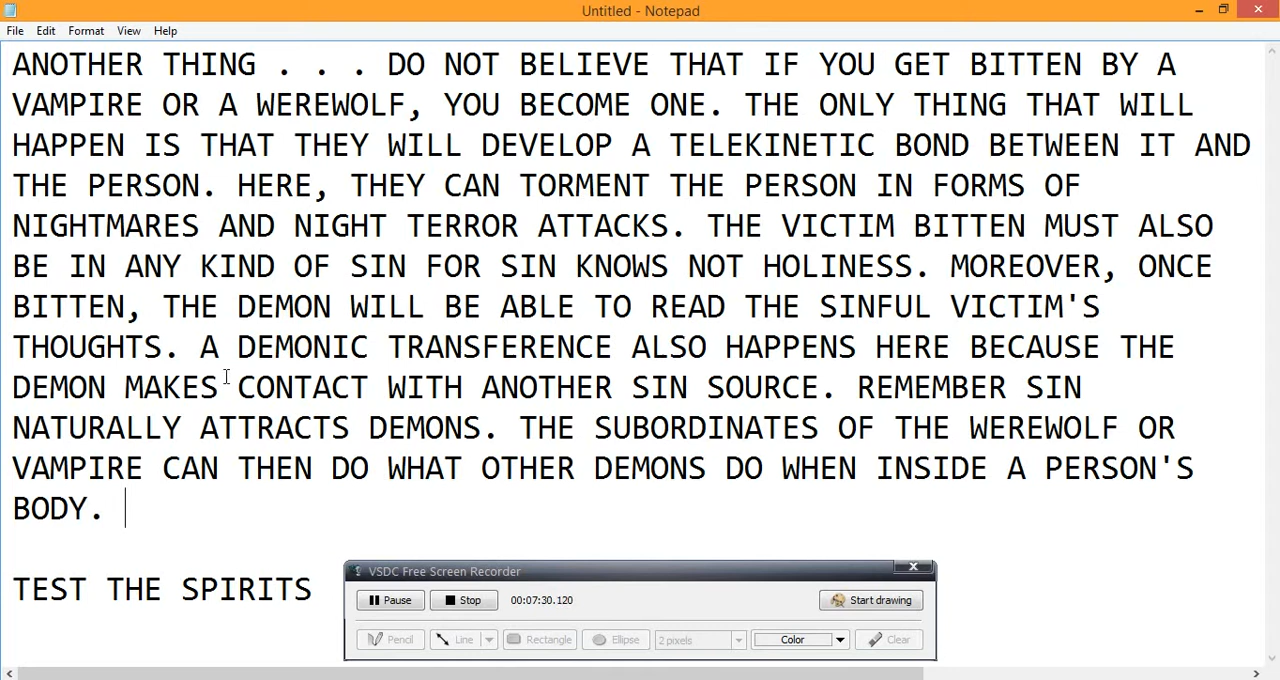 Untitled - Notepad
File Edit Format View Help
ANOTHER THING . . . DO NOT BELIEVE THAT IF YOU GET BITTEN BY A
VAMPIRE OR A WEREWOLF, YOU BECOME ONE. THE ONLY THING THAT WILL
HAPPEN IS THAT THEY WILL DEVELOP A TELEKINETIC BOND BETWEEN IT AND
THE PERSON. HERE, THEY CAN TORMENT THE PERSON IN FORMS OF
NIGHTMARES AND NIGHT TERROR ATTACKS. THE VICTIM BITTEN MUST ALSO
BE IN ANY KIND OF SIN FOR SIN KNOWS NOT HOLINESS. MOREOVER, ONCE
BITTEN, THE DEMON WILL BE ABLE TO READ THE SINFUL VICTIM'S
THOUGHTS. A DEMONIC TRANSFERENCE ALSO HAPPENS HERE BECAUSE THE
DEMON MAKES CONTACT WITH ANOTHER SIN SOURCE. REMEMBER SIN
NATURALLY ATTRACTS DEMONS. THE SUBORDINATES OF THE WEREWOLF OR
VAMPIRE CAN THEN DO WHAT OTHER DEMONS DO WHEN INSIDE A PERSON'S
BODY.
TEST THE SPIRITS
VSDC Free Screen Recorder
Pause Stop 00:07:30.120 Start drawing
Pencil Line Rectangle Ellipse 2 pixels Color Clear